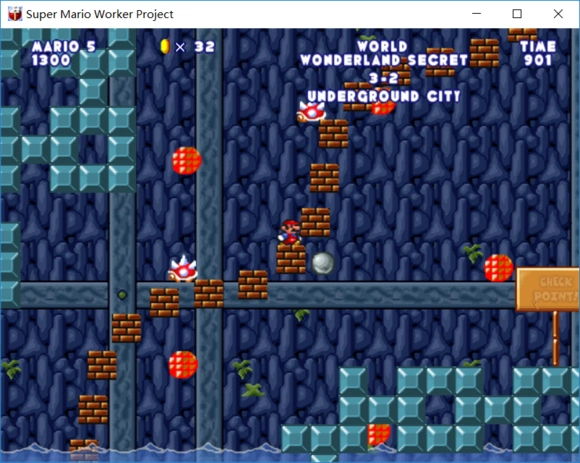 Super Mario Worker Project
MARIO 5
1300
× 32
WORLD
WONDERLAND SECRET
3-2
UNDERGROUND CITY
TIME
901
CHECK
POINT!